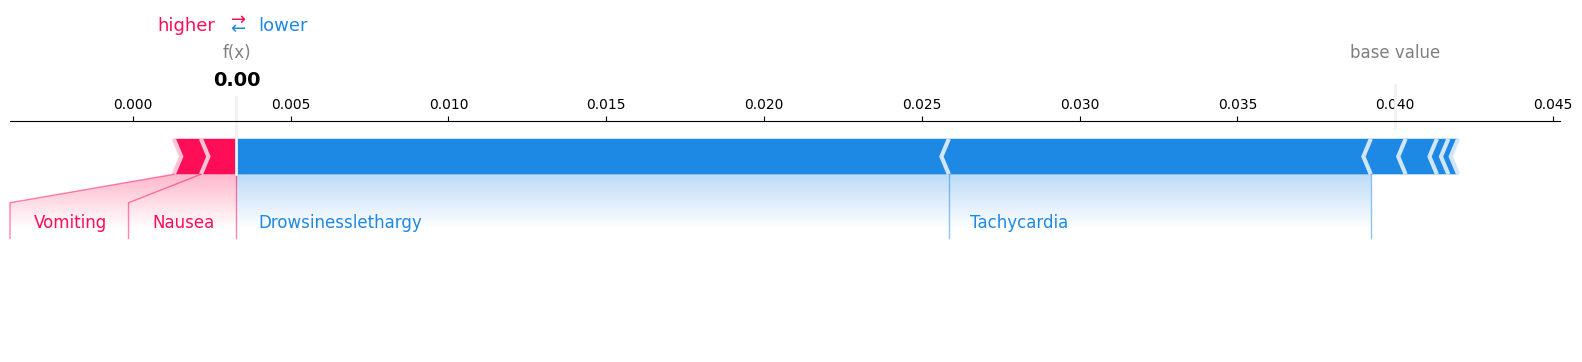 higher ⇄ lower
f(x) base value
0.00
0.000 0.005 0.010 0.015 0.020 0.025 0.030 0.035 0.040 0.045
Vomiting Nausea Drowsinesslethargy Tachycardia